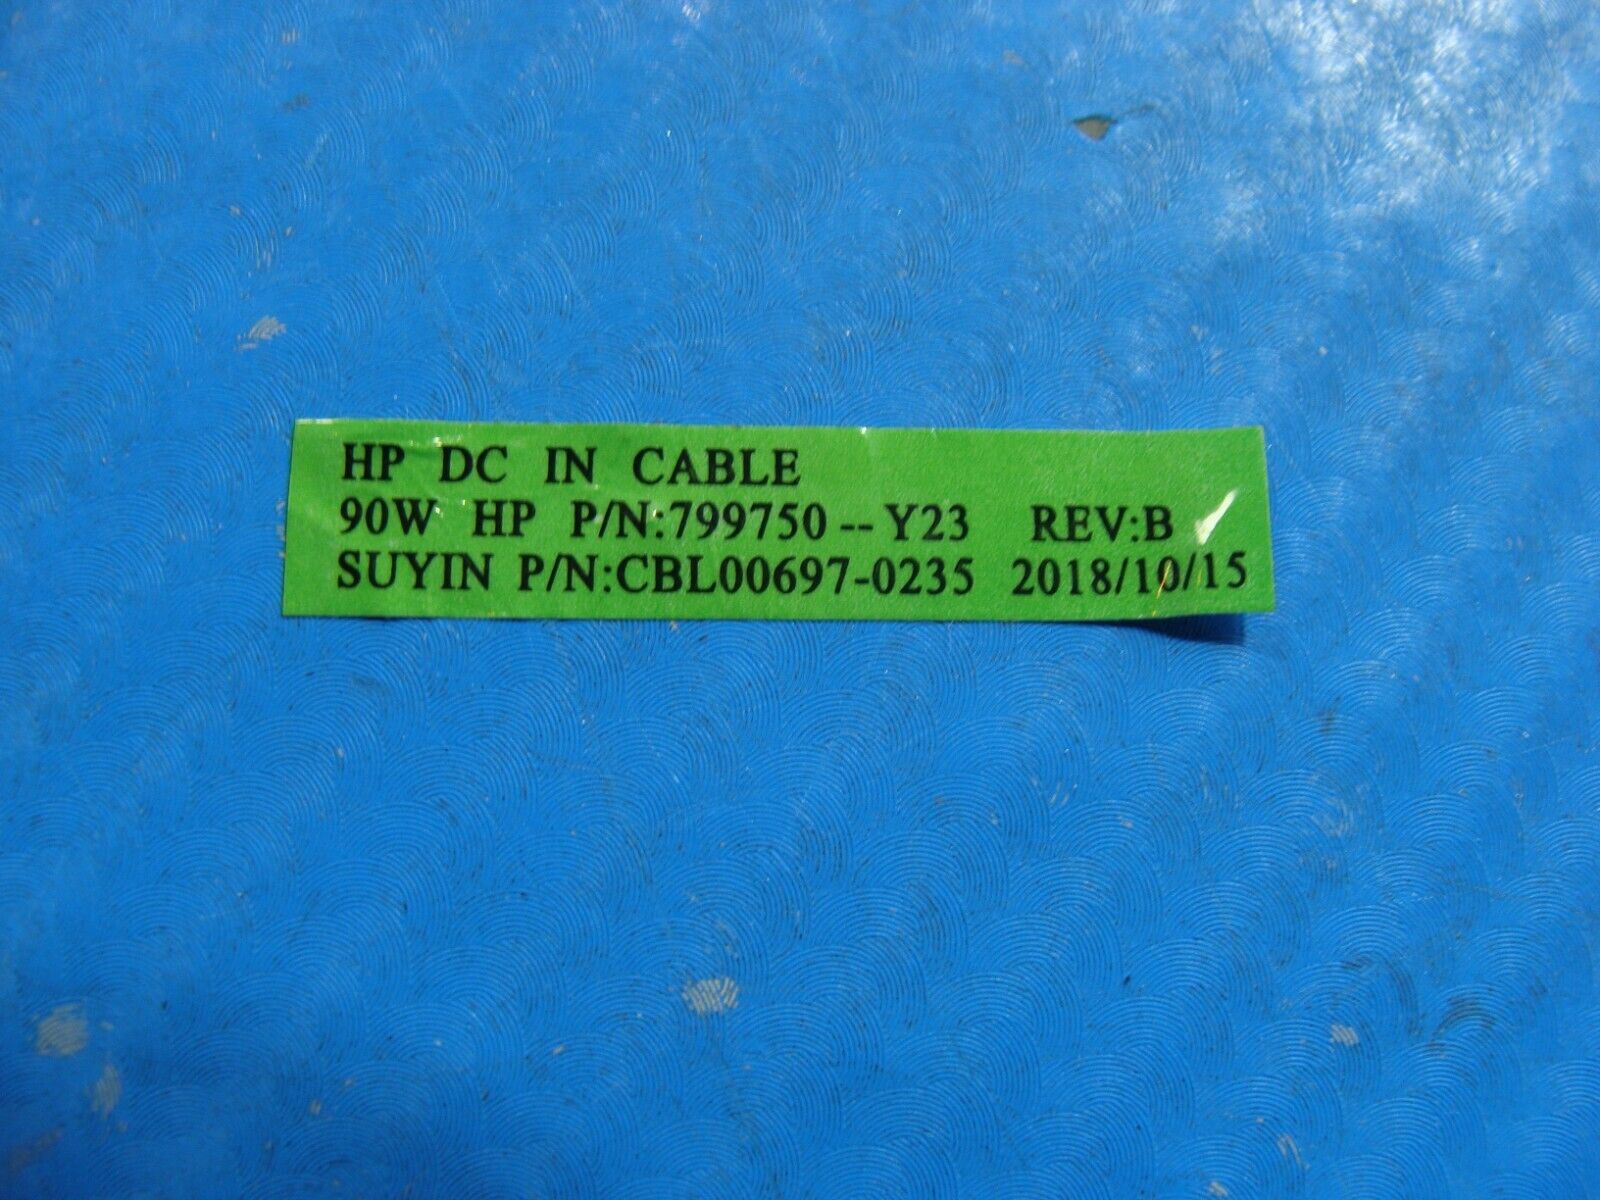 HP DC IN CABLE
90W HP P/N:799750--Y23 REV:B
SUYIN P/N:CBL00697-0235 2018/10/15